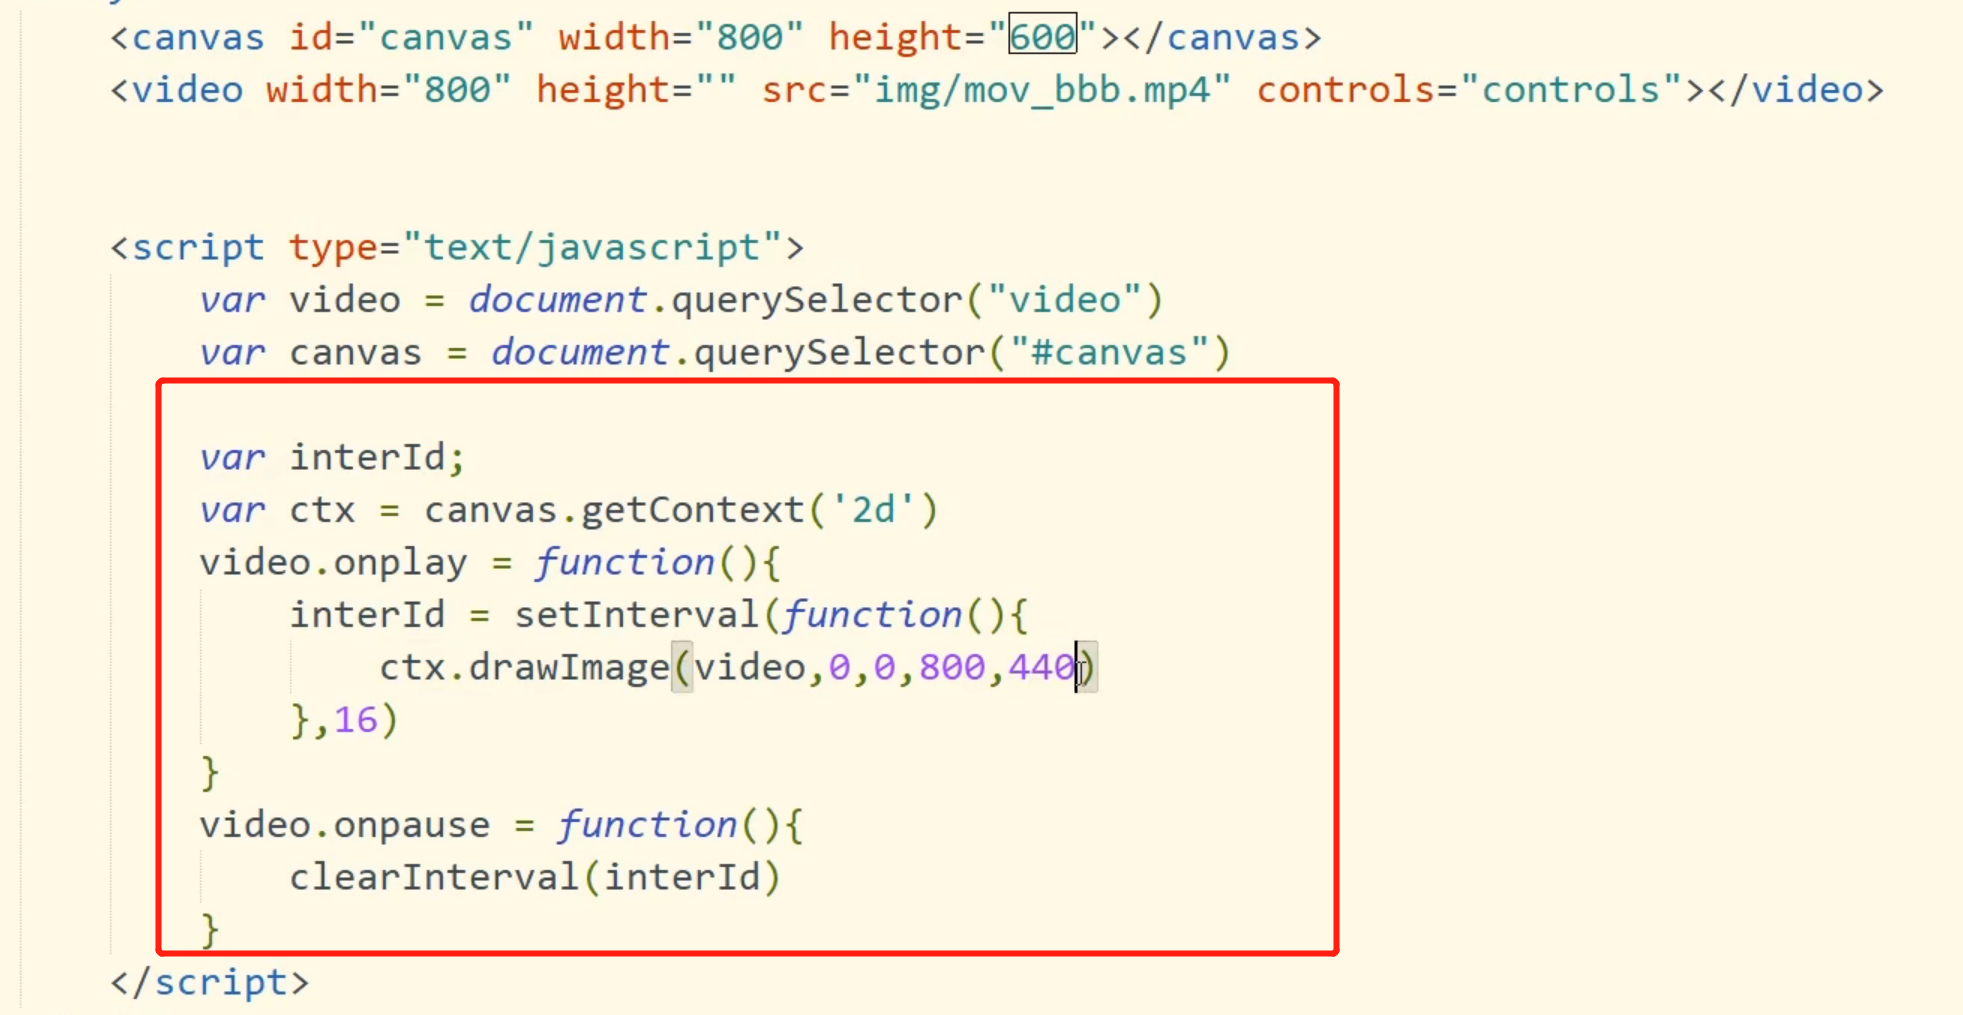 <canvas id="canvas" width="800" height="600"></canvas>
<video width="800" height="" src="img/mov_bbb.mp4" controls="controls"></video>
<script type="text/javascript">
var video = document.querySelector("video")
var canvas = document.querySelector("#canvas")
var interId;
var ctx = canvas.getContext('2d')
video.onplay = function(){
interId = setInterval(function(){
ctx.drawImage(video,0,0,800,440)
},16)
}
video.onpause = function(){
clearInterval(interId)
}
</script>